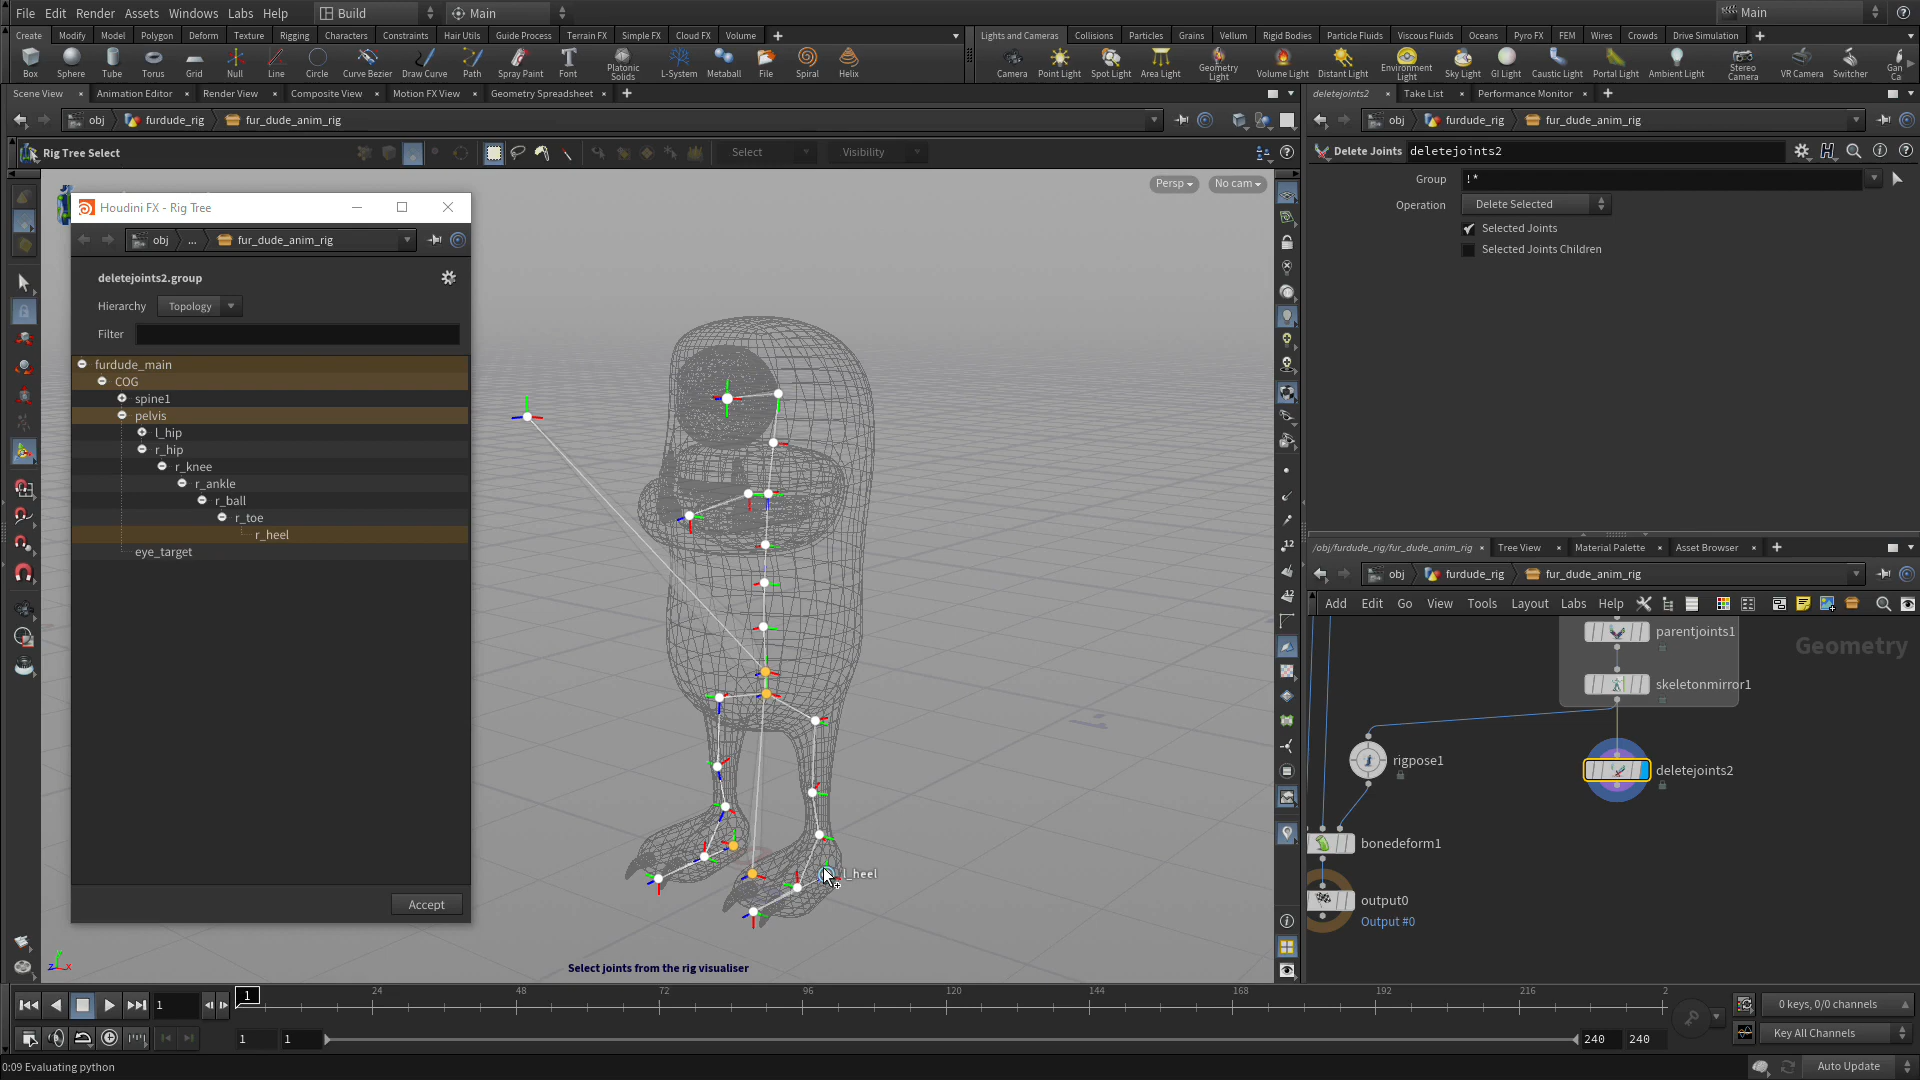 File Edit Render Assets Windows Labs Help Build Main Main
Create Modify Model Polygon Deform Texture Rigging Characters Constraints Hair Utils Guide Process Terrain FX Simple FX Cloud FX Volume
Lights and Cameras Collisions Particles Grains Vellum Rigid Bodies Particle Fluids Viscous Fluids Oceans Pyro FX FEM Wires Crowds Drive Simulation
Box Sphere Tube Torus Grid Null Line Circle Curve Bezier Draw Curve Path Spray Paint Font Platonic Solids L-System Metaball File Spiral Helix
Camera Point Light Spot Light Area Light Geometry Light Volume Light Distant Light Environment Light Sky Light GI Light Caustic Light Portal Light Ambient Light Stereo Camera VR Camera Switcher Gan Ca
Scene View Animation Editor Render View Composite View Motion FX View Geometry Spreadsheet
deletejoints2 Take List Performance Monitor
obj furdude_rig fur_dude_anim_rig
obj furdude_rig fur_dude_anim_rig
Rig Tree Select Select Visibility
Delete Joints deletejoints2
Group !*
Operation Delete Selected
Selected Joints
Selected Joints Children
Persp No cam
Houdini FX - Rig Tree
obj ... fur_dude_anim_rig
deletejoints2.group
Hierarchy Topology
Filter
furdude_main
COG
spine1
pelvis
l_hip
r_hip
r_knee
r_ankle
r_ball
r_toe
r_heel
eye_target
Accept
l_heel
Select joints from the rig visualiser
12
12
/obj/furdude_rig/fur_dude_anim_rig Tree View Material Palette Asset Browser
obj furdude_rig fur_dude_anim_rig
Add Edit Go View Tools Layout Labs Help
Geometry
parentjoints1
skeletonmirror1
rigpose1
deletejoints2
bonedeform1
output0
Output #0
z x
1 1 24 48 72 96 120 144 168 192 216 2
0 keys, 0/0 channels
1 1 240 240
Key All Channels
0:09 Evaluating python
Auto Update